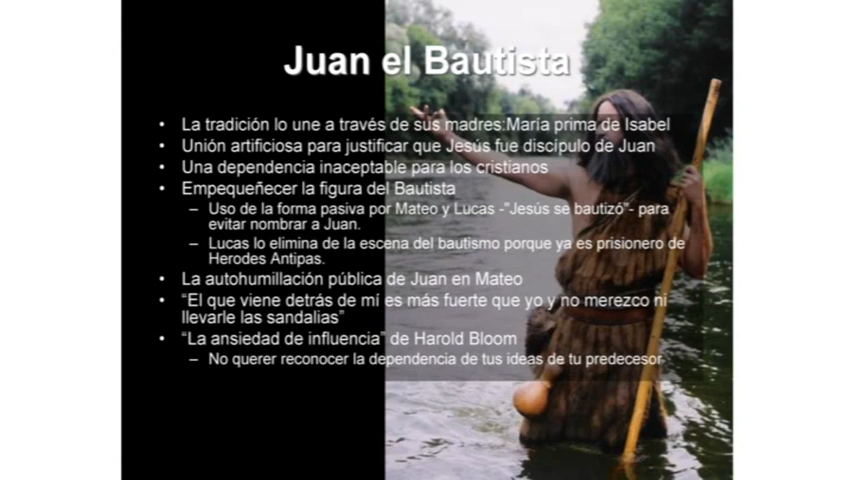 Juan el Bautista
• La tradición lo une a través de sus madres:María prima de Isabel
• Unión artificiosa para justificar que Jesús fue discípulo de Juan
• Una dependencia inaceptable para los cristianos
• Empequeñecer la figura del Bautista
– Uso de la forma pasiva por Mateo y Lucas -"Jesús se bautizó"- para
evitar nombrar a Juan.
– Lucas lo elimina de la escena del bautismo porque ya es prisionero de
Herodes Antipas.
• La autohumillación pública de Juan en Mateo
• “El que viene detrás de mí es más fuerte que yo y no merezco ni
llevarle las sandalias”
• “La ansiedad de influencia” de Harold Bloom
– No querer reconocer la dependencia de tus ideas de tu predecesor